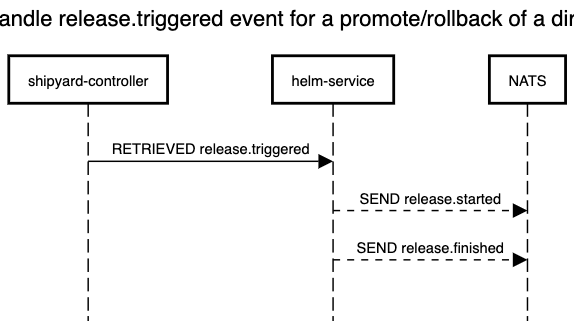 andle release.triggered event for a promote/rollback of a dir
shipyard-controller
helm-service
NATS
RETRIEVED release.triggered
SEND release.started
SEND release.finished